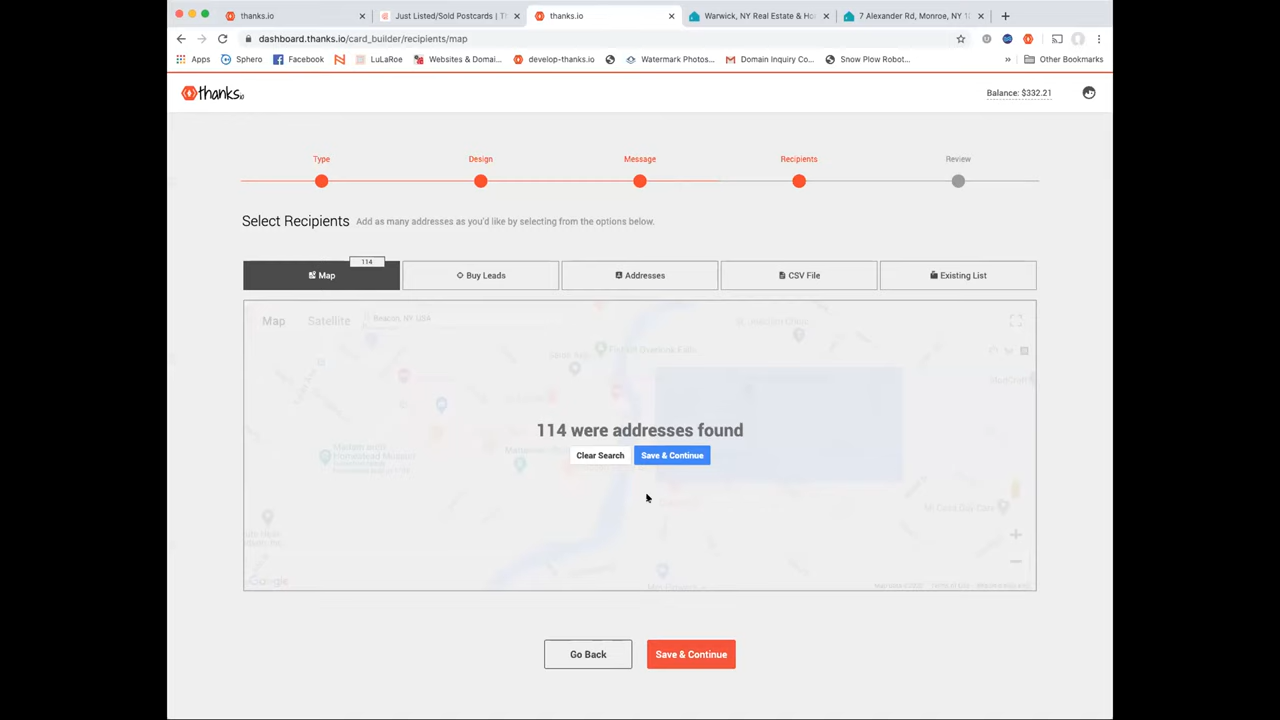 thanks.io
Just Listed/Sold Postcards | T
thanks.io
Warwick, NY Real Estate & Ho
7 Alexander Rd, Monroe, NY 1
dashboard.thanks.io/card_builder/recipients/map
Apps
Sphero
Facebook
LuLaRoe
Websites & Domai...
develop-thanks.io
Watermark Photos...
Domain Inquiry Co...
Snow Plow Robot...
»
Other Bookmarks
thanks.io
Balance: $332.21
Type
Design
Message
Recipients
Review
Select Recipients
Add as many addresses as you'd like by selecting from the options below.
114
Map
Buy Leads
Addresses
CSV File
Existing List
Map
Satellite
Beacon, NY, USA
114 were addresses found
Clear Search
Save & Continue
Google
Go Back
Save & Continue